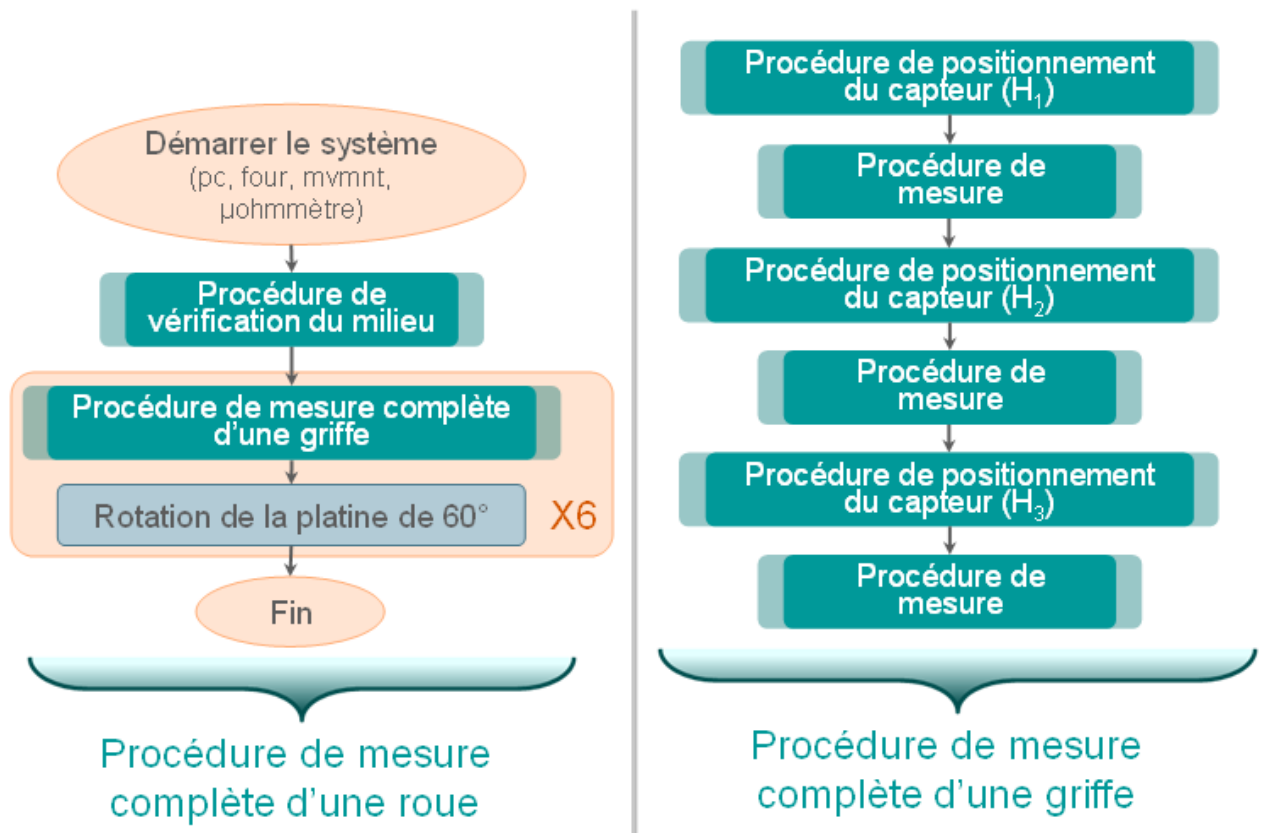 Démarrer le système
(pc, four, mvmnt,
µohmmètre)
Procédure de
vérification du milieu
Procédure de mesure complète
d'une griffe
Rotation de la platine de 60°
X6
Fin
Procédure de mesure
complète d'une roue
Procédure de positionnement
du capteur (H₁)
Procédure de
mesure
Procédure de positionnement
du capteur (H₂)
Procédure de
mesure
Procédure de positionnement
du capteur (H₃)
Procédure de
mesure
Procédure de mesure
complète d'une griffe